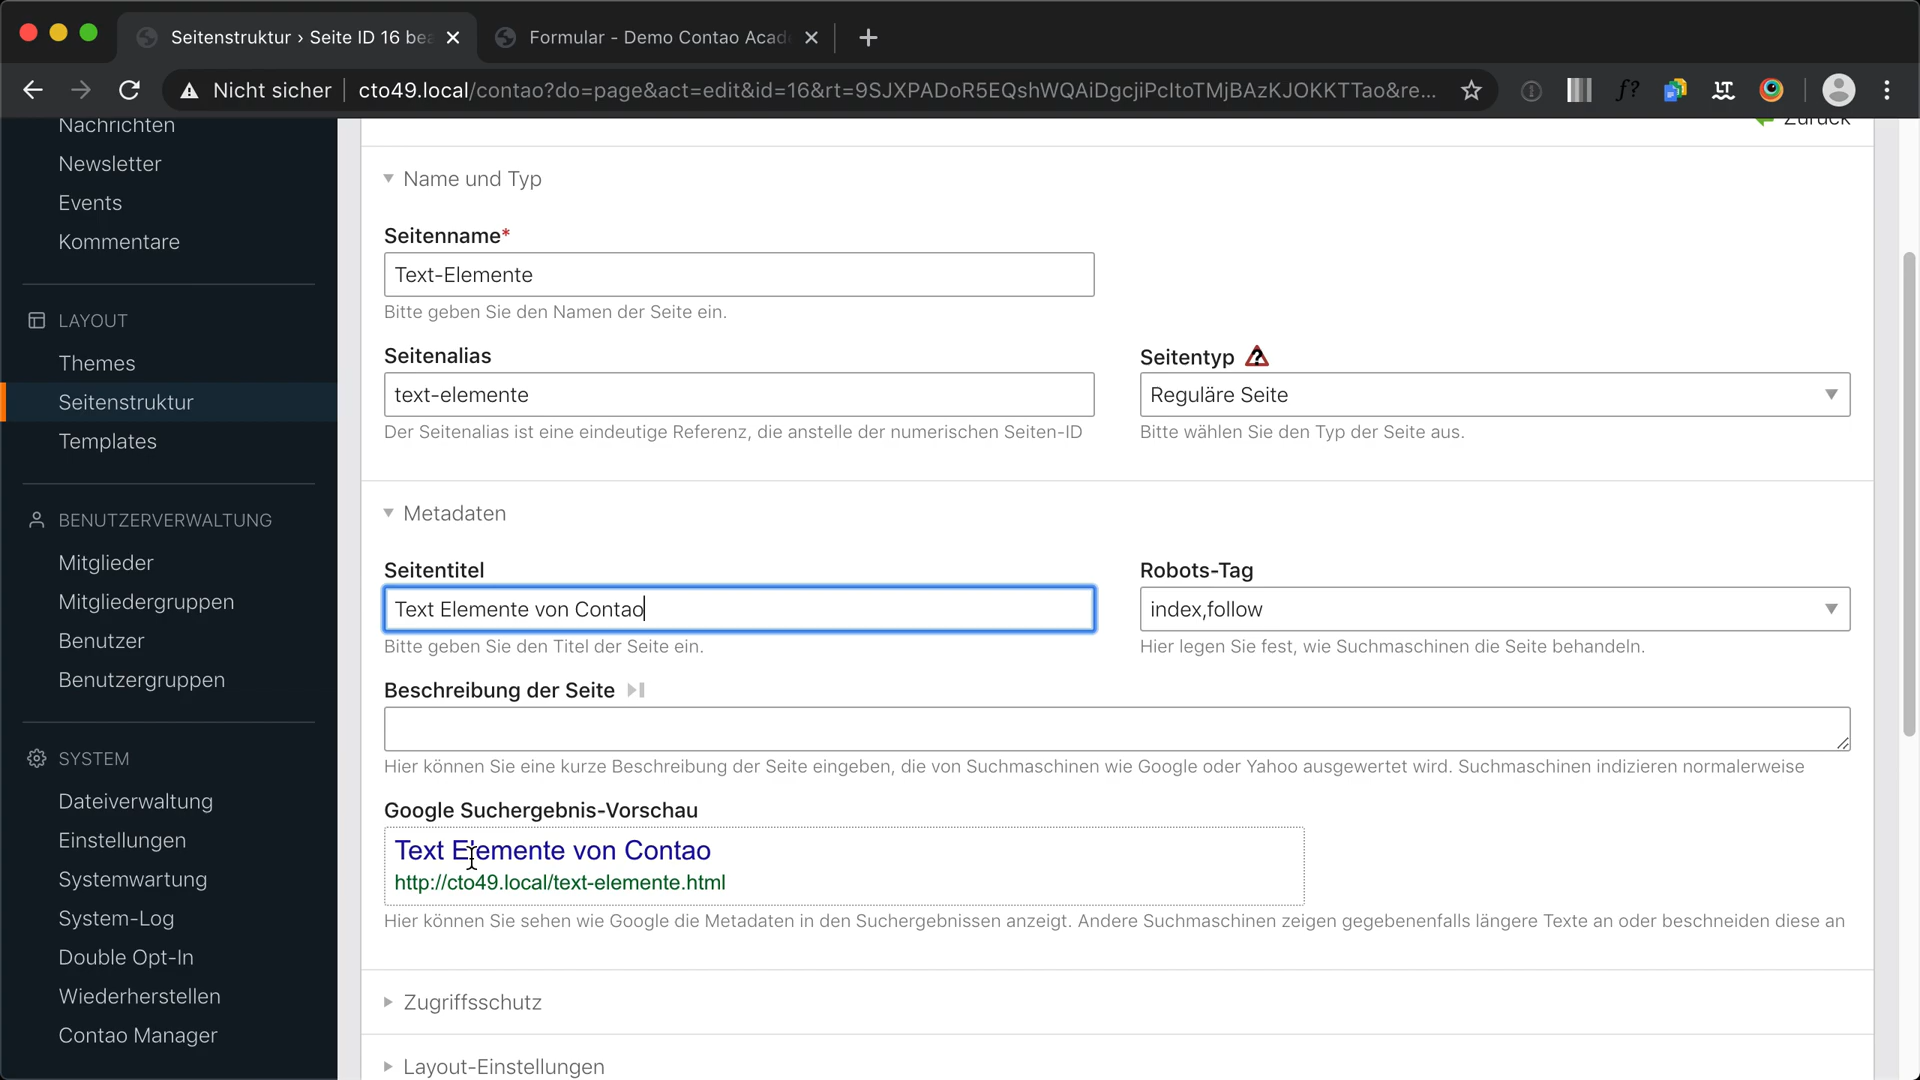 Seitenstruktur › Seite ID 16 be
Formular - Demo Contao Acad
Nicht sicher
cto49.local/contao?do=page&act=edit&id=16&rt=9SJXPADoR5EQshWQAiDgcjiPcItoTMjBAzKJOKKTTao&re...
Zurück
Nachrichten
Newsletter
Events
Kommentare
LAYOUT
Themes
Seitenstruktur
Templates
BENUTZERVERWALTUNG
Mitglieder
Mitgliedergruppen
Benutzer
Benutzergruppen
SYSTEM
Dateiverwaltung
Einstellungen
Systemwartung
System-Log
Double Opt-In
Wiederherstellen
Contao Manager
Name und Typ
Seitenname*
Text-Elemente
Bitte geben Sie den Namen der Seite ein.
Seitenalias
text-elemente
Der Seitenalias ist eine eindeutige Referenz, die anstelle der numerischen Seiten-ID
Seitentyp
Reguläre Seite
Bitte wählen Sie den Typ der Seite aus.
Metadaten
Seitentitel
Text Elemente von Contao
Bitte geben Sie den Titel der Seite ein.
Robots-Tag
index,follow
Hier legen Sie fest, wie Suchmaschinen die Seite behandeln.
Beschreibung der Seite
Hier können Sie eine kurze Beschreibung der Seite eingeben, die von Suchmaschinen wie Google oder Yahoo ausgewertet wird. Suchmaschinen indizieren normalerweise
Google Suchergebnis-Vorschau
Text Elemente von Contao
http://cto49.local/text-elemente.html
Hier können Sie sehen wie Google die Metadaten in den Suchergebnissen anzeigt. Andere Suchmaschinen zeigen gegebenenfalls längere Texte an oder beschneiden diese an
Zugriffsschutz
Layout-Einstellungen